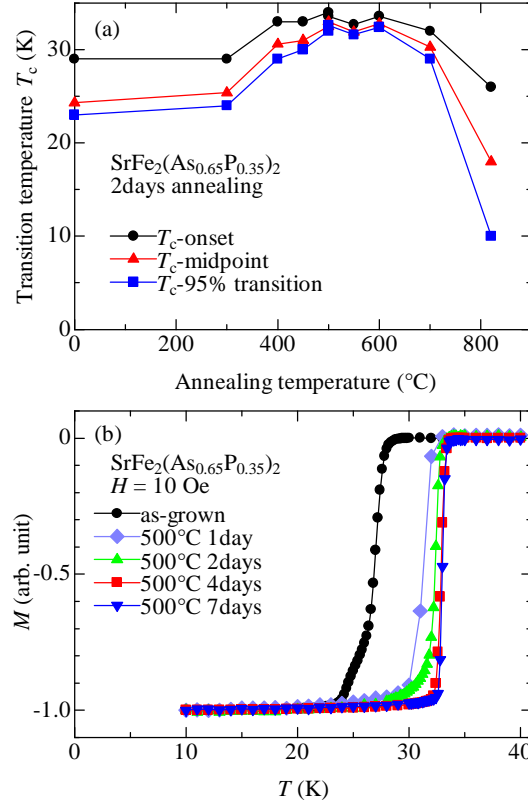 (a)
30
20
10
0
Transition temperature Tc (K)
SrFe2(As0.65P0.35)2
2days annealing
Tc-onset
Tc-midpoint
Tc-95% transition
0 200 400 600 800
Annealing temperature (°C)
(b)
0
-0.5
-1.0
M (arb. unit)
SrFe2(As0.65P0.35)2
H = 10 Oe
as-grown
500°C 1day
500°C 2days
500°C 4days
500°C 7days
0 10 20 30 40
T (K)